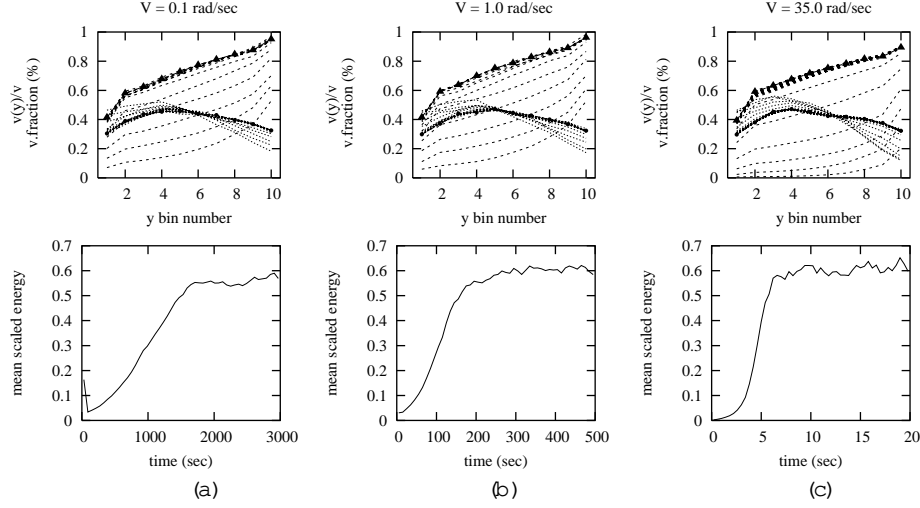 V = 0.1 rad/sec
V = 1.0 rad/sec
V = 35.0 rad/sec
v(y)/v
v.fraction (%)
1
0.8
0.6
0.4
0.2
0
2 4 6 8 10
y bin number
v(y)/v
v.fraction (%)
1
0.8
0.6
0.4
0.2
0
2 4 6 8 10
y bin number
v(y)/v
v.fraction (%)
1
0.8
0.6
0.4
0.2
0
2 4 6 8 10
y bin number
mean scaled energy
0.7
0.6
0.5
0.4
0.3
0.2
0.1
0
0 1000 2000 3000
time (sec)
(a)
mean scaled energy
0.7
0.6
0.5
0.4
0.3
0.2
0.1
0
0 100 200 300 400 500
time (sec)
(b)
mean scaled energy
0.7
0.6
0.5
0.4
0.3
0.2
0.1
0
0 5 10 15 20
time (sec)
(c)